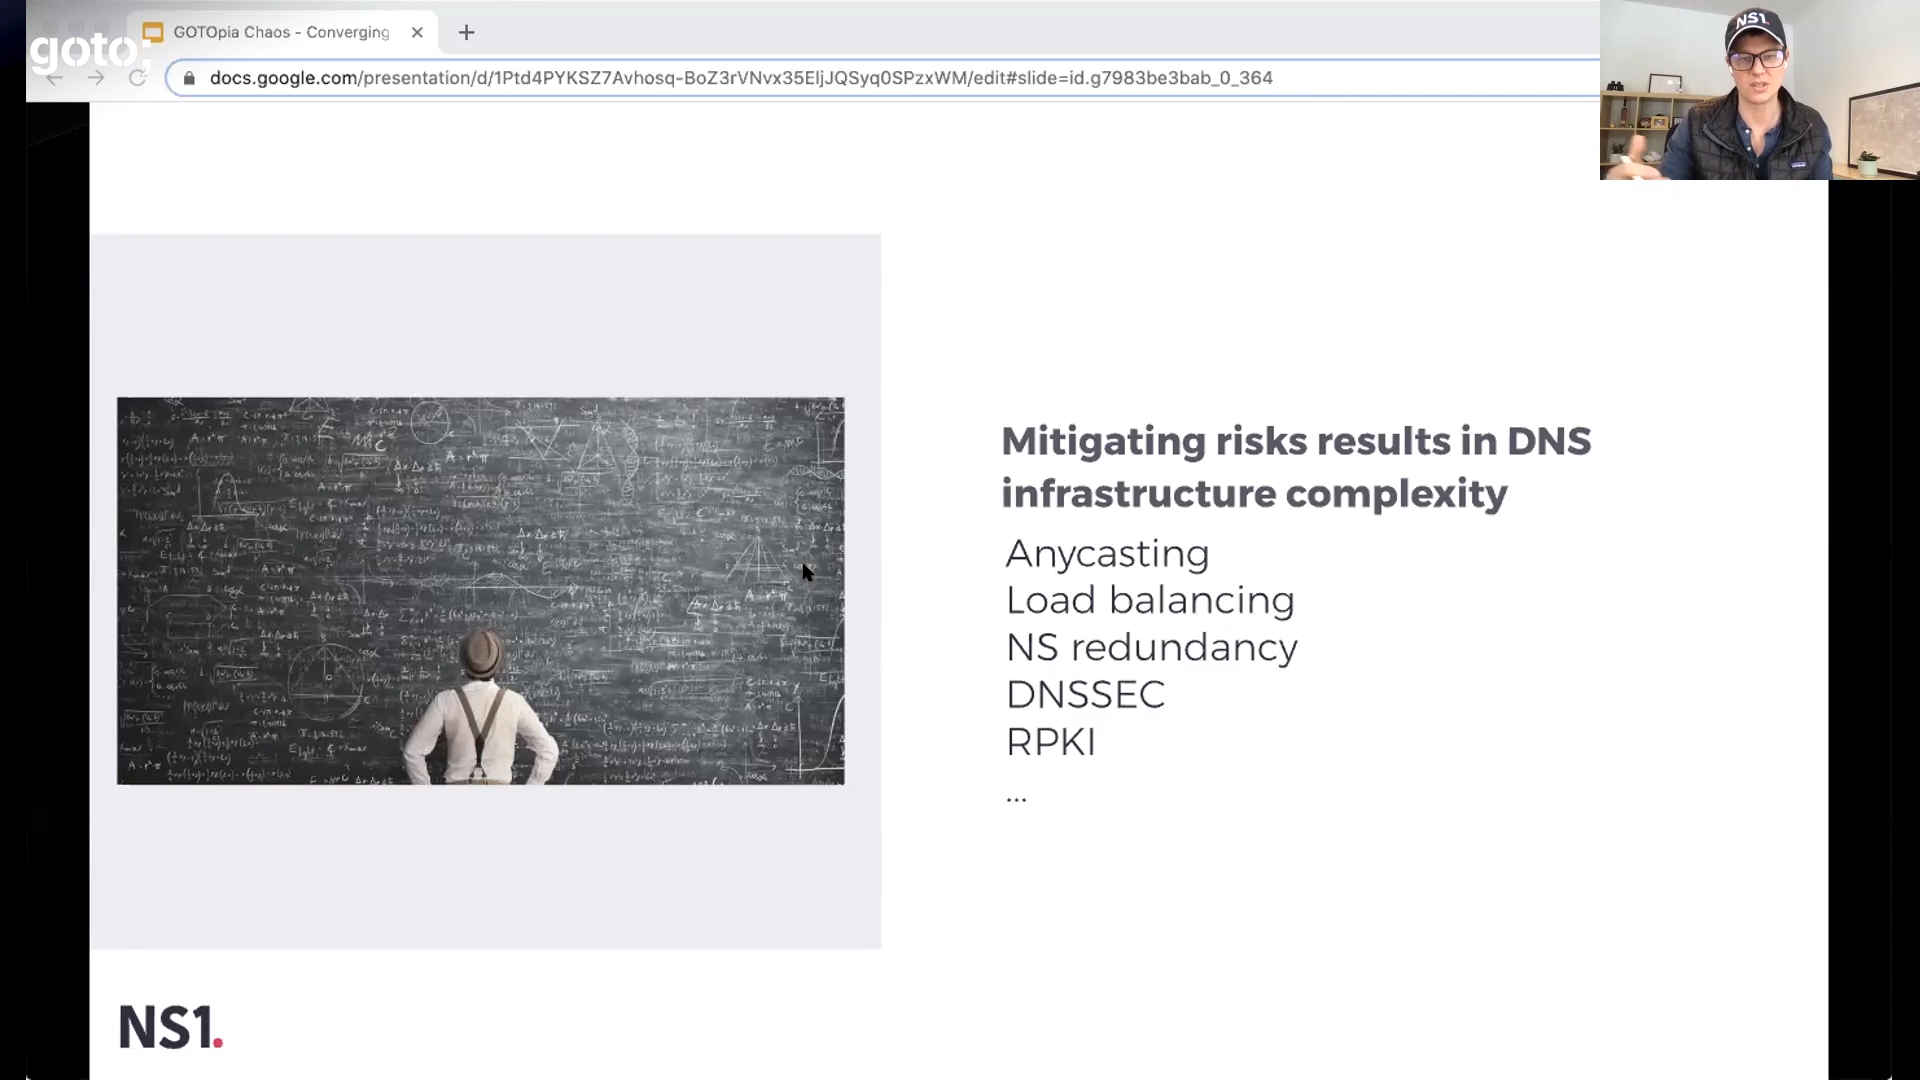 GOTOpia Chaos - Converging
goto;
docs.google.com/presentation/d/1Ptd4PYKSZ7Avhosq-BoZ3rVNvx35EljJQSyq0SPzxWM/edit#slide=id.g7983be3bab_0_364
NS1.
Mitigating risks results in DNS
infrastructure complexity
Anycasting
Load balancing
NS redundancy
DNSSEC
RPKI
...
NS1.